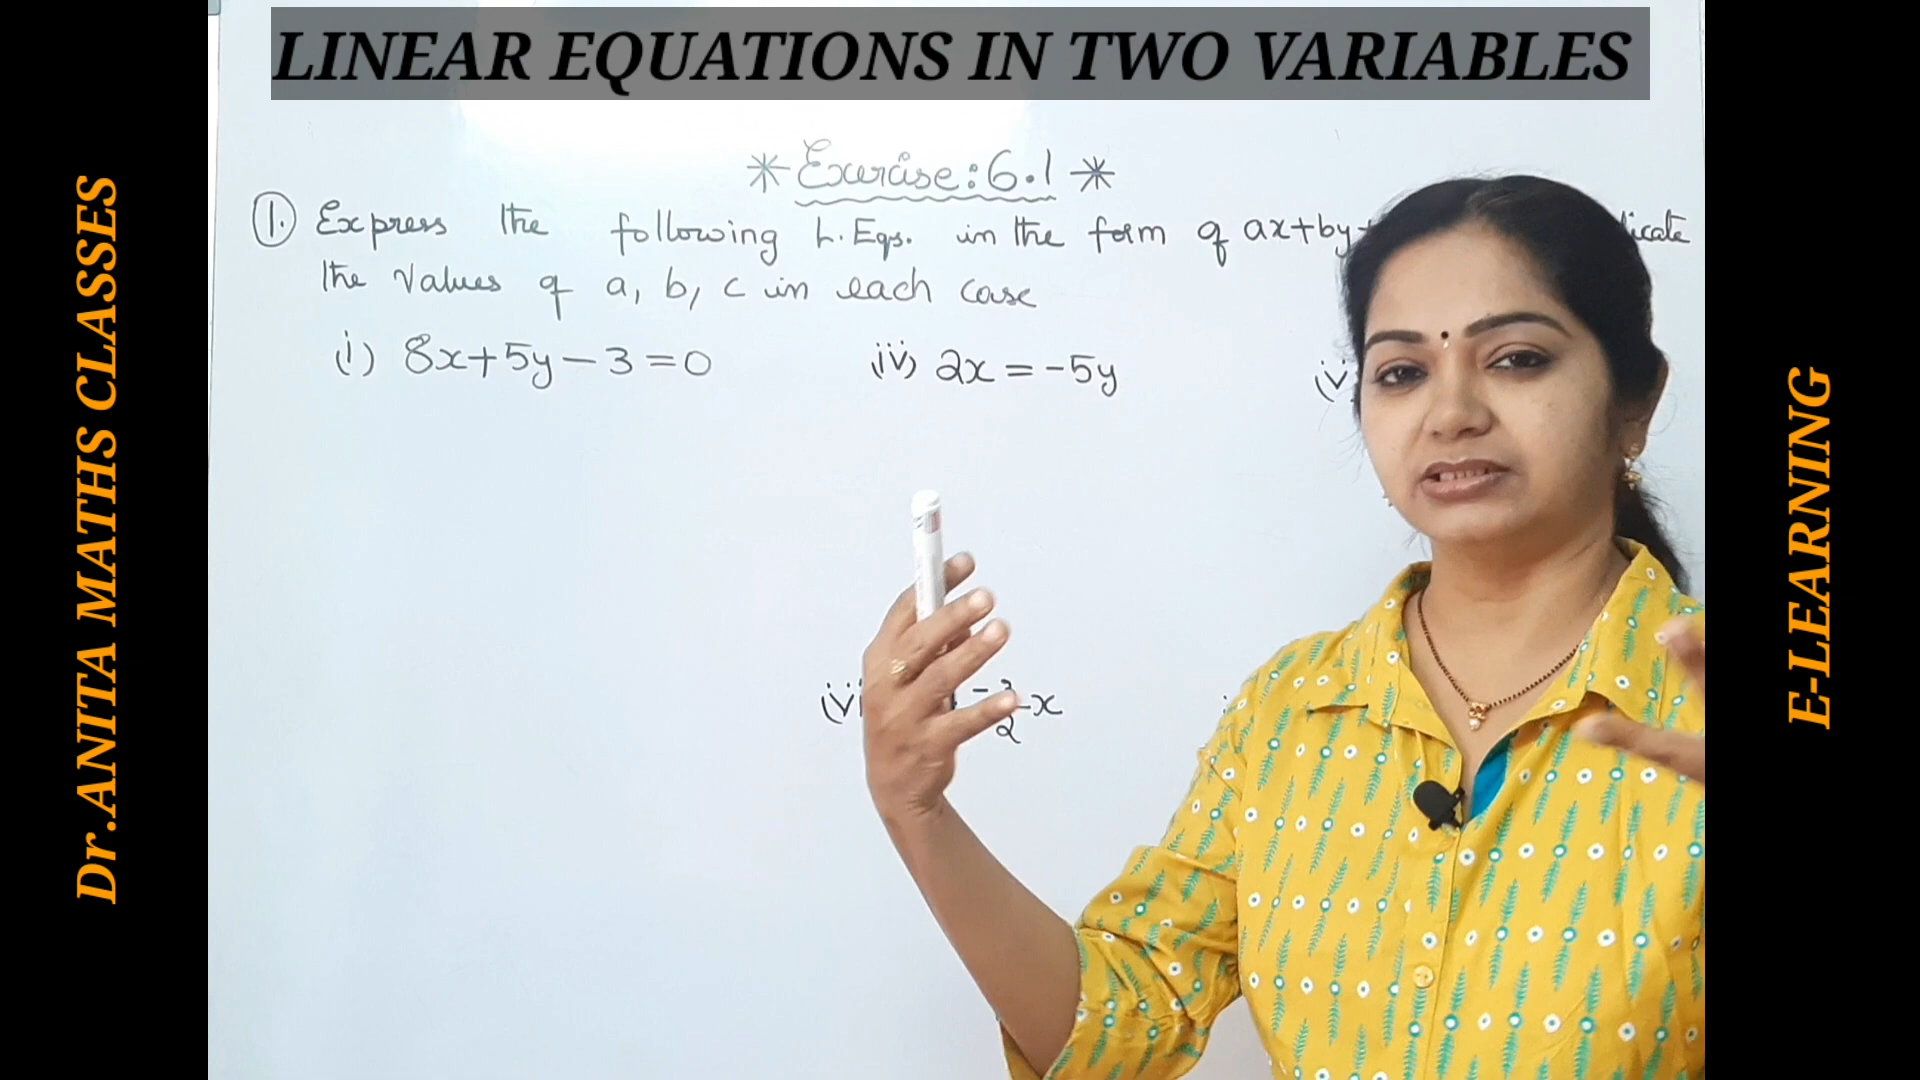 LINEAR EQUATIONS IN TWO VARIABLES
Dr.ANITA MATHS CLASSES
E-LEARNING
* Exercise: 6.1 *
1. Express the following L. Eqs. in the form of ax+by+
the Values of a, b, c in each case
(i) 8x+5y-3=0 (iv) 2x=-5y (v
(vi x